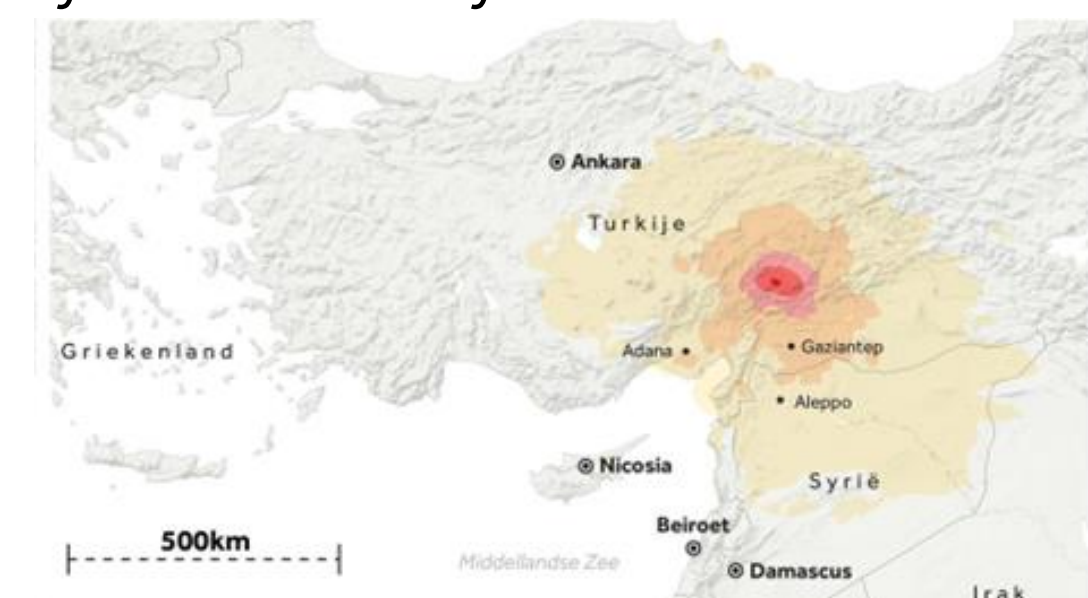 Ankara
Turkije
Griekenland
Adana
Gaziantep
Aleppo
Nicosia
Syrië
Beiroet
500km
Middellandse Zee
Damascus
Irak